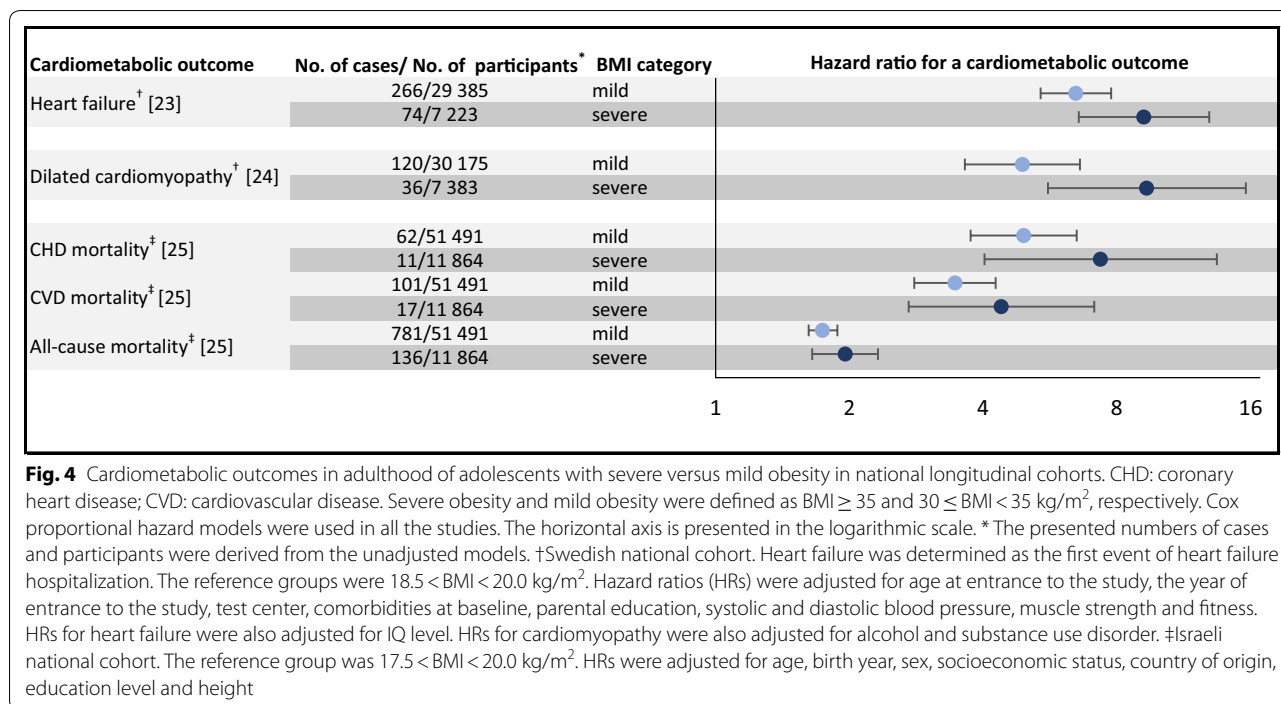 Cardiometabolic outcome No. of cases/ No. of participants* BMI category Hazard ratio for a cardiometabolic outcome
Heart failure† [23]
266/29 385 mild
74/7 223 severe
Dilated cardiomyopathy† [24]
120/30 175 mild
36/7 383 severe
CHD mortality‡ [25]
62/51 491 mild
11/11 864 severe
CVD mortality‡ [25]
101/51 491 mild
17/11 864 severe
All-cause mortality‡ [25]
781/51 491 mild
136/11 864 severe
1 2 4 8 16
Fig. 4 Cardiometabolic outcomes in adulthood of adolescents with severe versus mild obesity in national longitudinal cohorts. CHD: coronary
heart disease; CVD: cardiovascular disease. Severe obesity and mild obesity were defined as BMI ≥ 35 and 30 ≤ BMI < 35 kg/m², respectively. Cox
proportional hazard models were used in all the studies. The horizontal axis is presented in the logarithmic scale. * The presented numbers of cases
and participants were derived from the unadjusted models. †Swedish national cohort. Heart failure was determined as the first event of heart failure
hospitalization. The reference groups were 18.5 < BMI < 20.0 kg/m². Hazard ratios (HRs) were adjusted for age at entrance to the study, the year of
entrance to the study, test center, comorbidities at baseline, parental education, systolic and diastolic blood pressure, muscle strength and fitness.
HRs for heart failure were also adjusted for IQ level. HRs for cardiomyopathy were also adjusted for alcohol and substance use disorder. ‡Israeli
national cohort. The reference group was 17.5 < BMI < 20.0 kg/m². HRs were adjusted for age, birth year, sex, socioeconomic status, country of origin,
education level and height